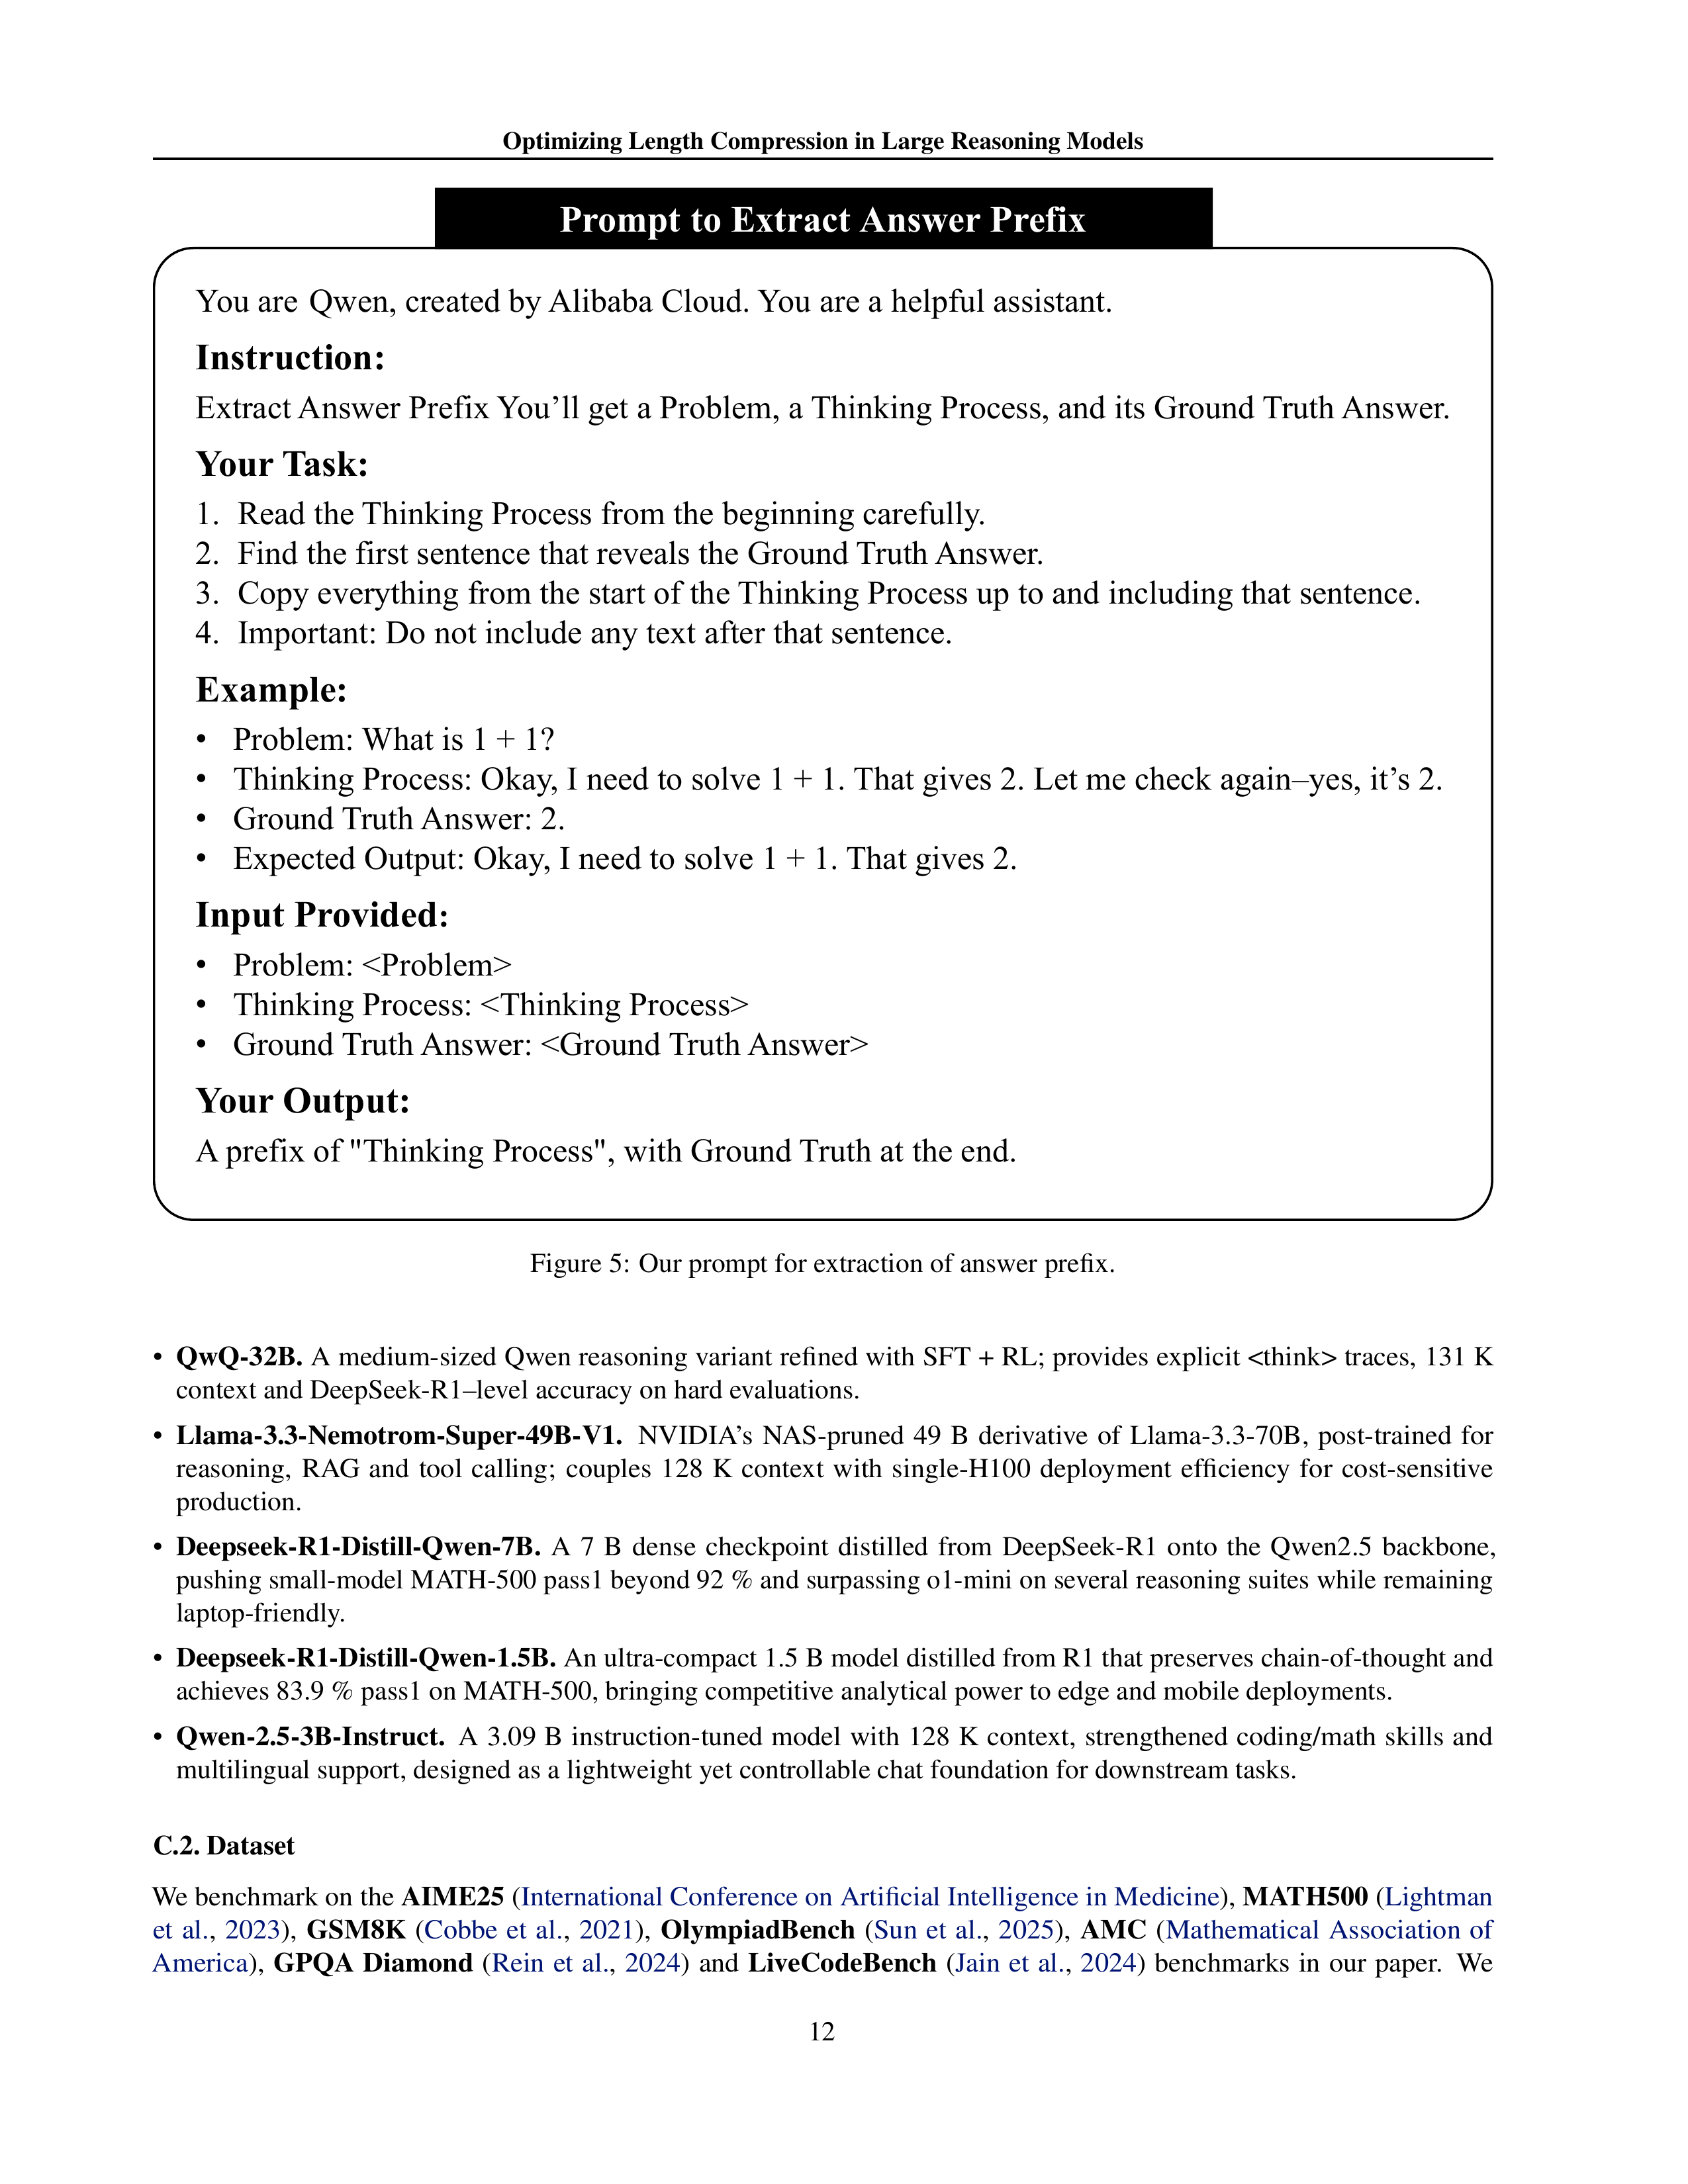 Optimizing Length Compression in Large Reasoning Models
Prompt to Extract Answer Prefix
You are Qwen, created by Alibaba Cloud. You are a helpful assistant.
Instruction:
Extract Answer Prefix You’ll get a Problem, a Thinking Process, and its Ground Truth Answer.
Your Task:
1. Read the Thinking Process from the beginning carefully.
2. Find the first sentence that reveals the Ground Truth Answer.
3. Copy everything from the start of the Thinking Process up to and including that sentence.
4. Important: Do not include any text after that sentence.
Example:
• Problem: What is 1 + 1?
• Thinking Process: Okay, I need to solve 1 + 1. That gives 2. Let me check again–yes, it’s 2.
• Ground Truth Answer: 2.
• Expected Output: Okay, I need to solve 1 + 1. That gives 2.
Input Provided:
• Problem: <Problem>
• Thinking Process: <Thinking Process>
• Ground Truth Answer: <Ground Truth Answer>
Your Output:
A prefix of "Thinking Process", with Ground Truth at the end.
Figure 5: Our prompt for extraction of answer prefix.
• QwQ-32B. A medium-sized Qwen reasoning variant refined with SFT + RL; provides explicit <think> traces, 131 K
context and DeepSeek-R1–level accuracy on hard evaluations.
• Llama-3.3-Nemotrom-Super-49B-V1. NVIDIA’s NAS-pruned 49 B derivative of Llama-3.3-70B, post-trained for
reasoning, RAG and tool calling; couples 128 K context with single-H100 deployment efficiency for cost-sensitive
production.
• Deepseek-R1-Distill-Qwen-7B. A 7 B dense checkpoint distilled from DeepSeek-R1 onto the Qwen2.5 backbone,
pushing small-model MATH-500 pass1 beyond 92 % and surpassing o1-mini on several reasoning suites while remaining
laptop-friendly.
• Deepseek-R1-Distill-Qwen-1.5B. An ultra-compact 1.5 B model distilled from R1 that preserves chain-of-thought and
achieves 83.9 % pass1 on MATH-500, bringing competitive analytical power to edge and mobile deployments.
• Qwen-2.5-3B-Instruct. A 3.09 B instruction-tuned model with 128 K context, strengthened coding/math skills and
multilingual support, designed as a lightweight yet controllable chat foundation for downstream tasks.
C.2. Dataset
We benchmark on the AIME25 (International Conference on Artificial Intelligence in Medicine), MATH500 (Lightman
et al., 2023), GSM8K (Cobbe et al., 2021), OlympiadBench (Sun et al., 2025), AMC (Mathematical Association of
America), GPQA Diamond (Rein et al., 2024) and LiveCodeBench (Jain et al., 2024) benchmarks in our paper. We
12